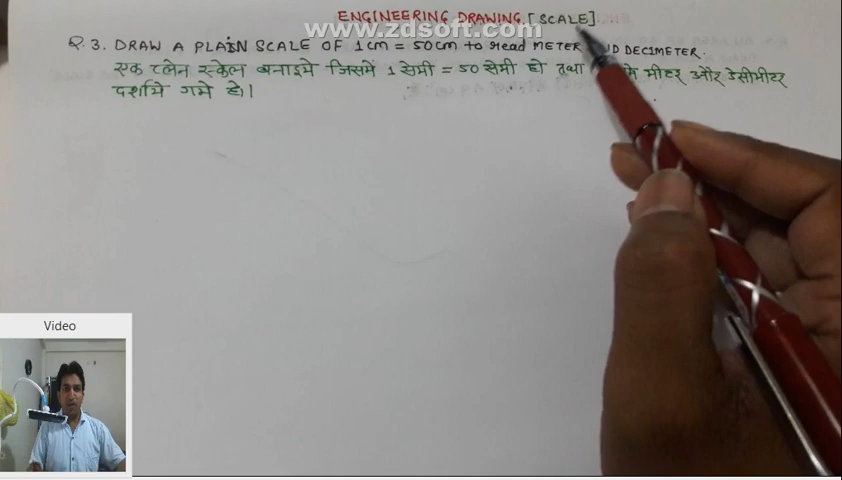 ENGINEERING DRAWING [SCALE]
www.zdsoft.com
Q.3. DRAW A PLAIN SCALE OF 1cm = 50cm to read METER ND DECIMETER.
एक प्लेन स्केल बनाइये जिसमें 1 सेमी = 50 सेमी हो तथा मे मीटर और डेसीमीटर
दर्शाये गये हो।
Video